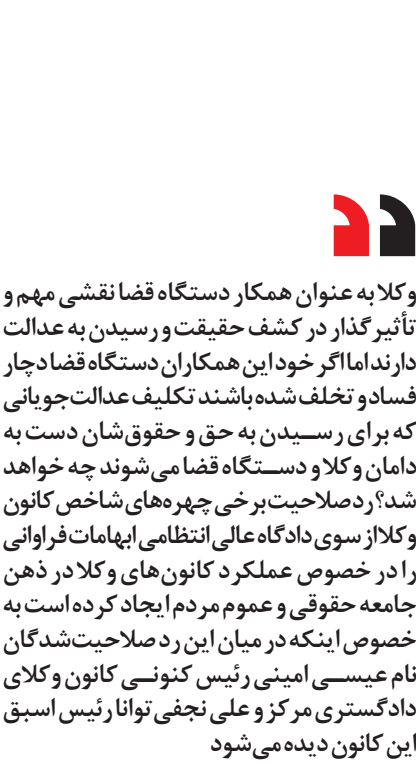 وکلا به عنوان همکار دستگاه قضا نقشی مهم و
تأثیرگذار در کشف حقیقت و رسیدن به عدالت
دارند اما اگر خود این همکاران دستگاه قضا دچار
فساد و تخلف شده باشند تکلیف عدالت‌جویانی
که برای رســیدن به حق و حقوق‌شان دست به
دامان وکلا و دســتگاه قضا می‌شوند چه خواهد
شد؟ رد صلاحیت برخی چهره‌های شاخص کانون
وکلا از سوی دادگاه عالی انتظامی ابهامات فراوانی
را در خصوص عملکرد کانون‌های وکلا در ذهن
جامعه حقوقی و عموم مردم ایجاد کرده است به
خصوص اینکه در میان این رد صلاحیت‌شدگان
نام عیســی امینی رئیس کنونــی کانون وکلای
دادگستری مرکز و علی نجفی توانا رئیس اسبق
این کانون دیده می‌شود